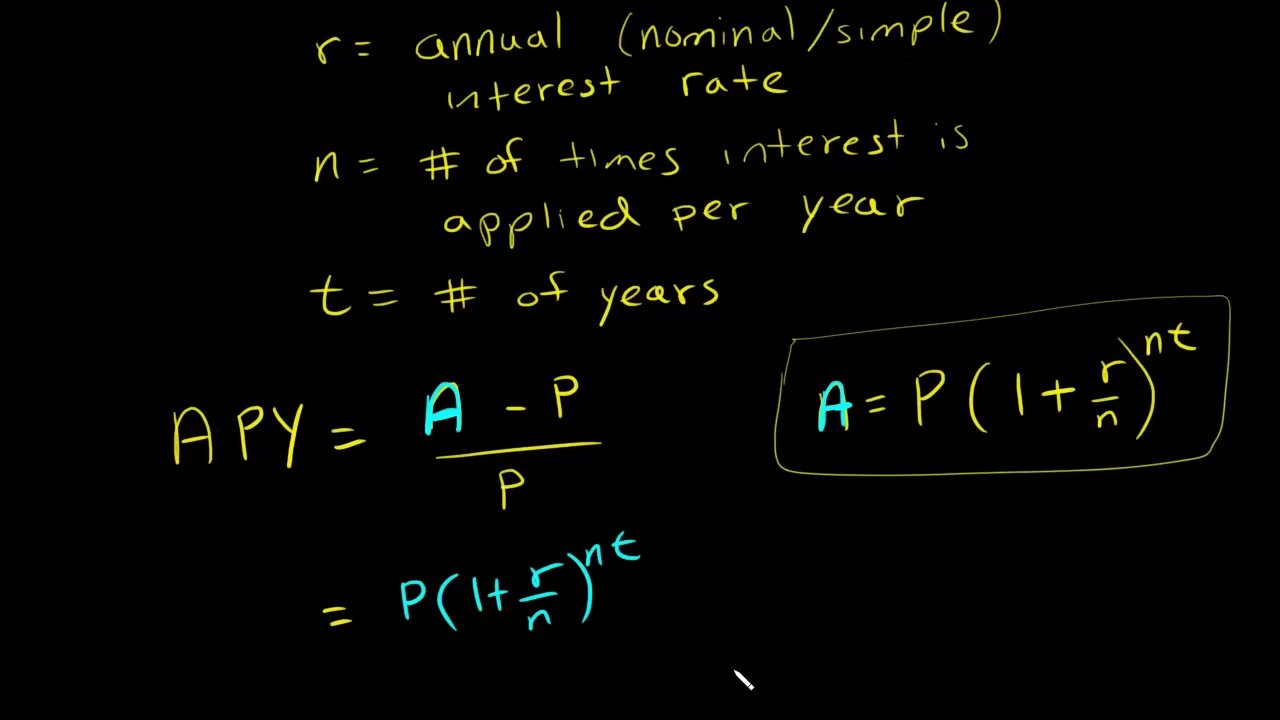 r = annual (nominal/simple)
interest rate
n = # of times interest is
applied per year
t = # of years
A = P(1 + r/n)^nt
APY = A - P / P
= P(1 + r/n)^nt